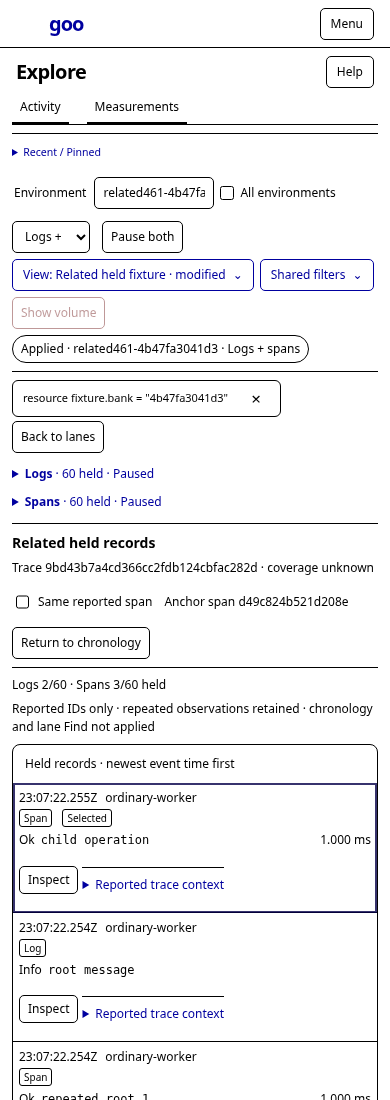 goo
Menu
Explore
Help
Activity Measurements
Recent / Pinned
Environment related461-4b47fa All environments
Logs + Pause both
View: Related held fixture · modified Shared filters
Show volume
Applied · related461-4b47fa3041d3 · Logs + spans
resource fixture.bank = "4b47fa3041d3" ×
Back to lanes
Logs · 60 held · Paused
Spans · 60 held · Paused
Related held records
Trace 9bd43b7a4cd366cc2fdb124cbfac282d · coverage unknown
Same reported span Anchor span d49c824b521d208e
Return to chronology
Logs 2/60 · Spans 3/60 held
Reported IDs only · repeated observations retained · chronology
and lane Find not applied
Held records · newest event time first
23:07:22.255Z ordinary-worker
Span Selected
Ok child operation 1.000 ms
Inspect Reported trace context
23:07:22.254Z ordinary-worker
Log
Info root message
Inspect Reported trace context
23:07:22.254Z ordinary-worker
Span
Ok repeated root 1 1.000 ms